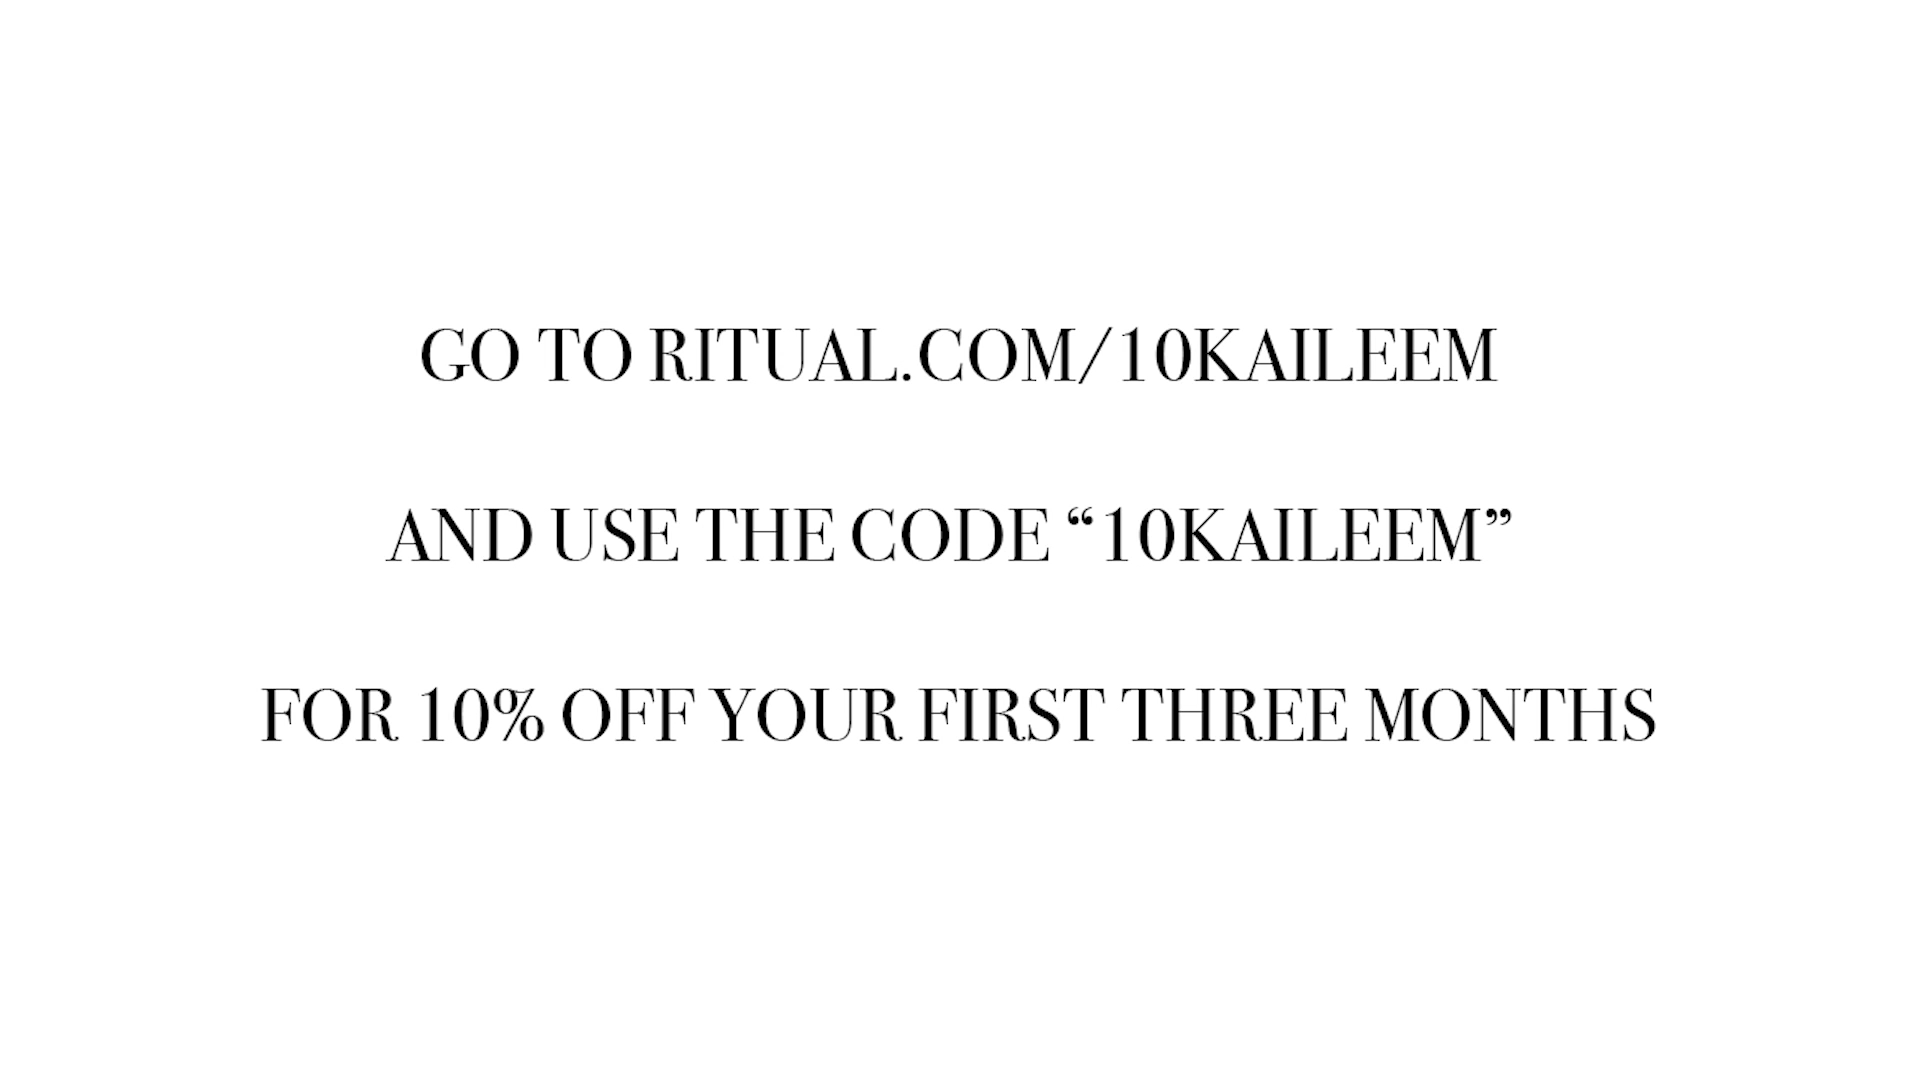 GO TO RITUAL.COM/10KAILEEM
AND USE THE CODE “10KAILEEM”
FOR 10% OFF YOUR FIRST THREE MONTHS